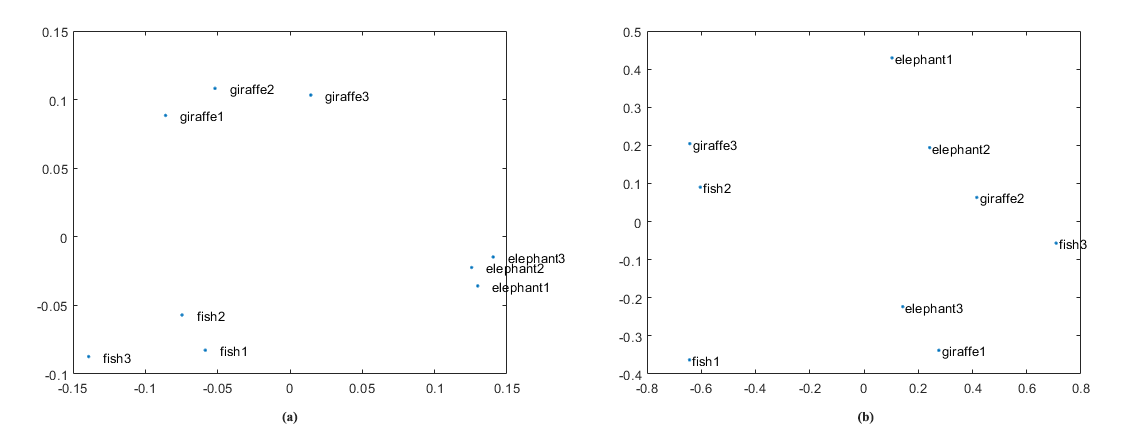 0.15
0.1
0.05
0
-0.05
-0.1
-0.15
-0.1
-0.05
0
0.05
0.1
0.15
giraffe2
giraffe3
giraffe1
elephant3
elephant2
elephant1
fish2
fish1
fish3
(a)
0.5
0.4
0.3
0.2
0.1
0
-0.1
-0.2
-0.3
-0.4
-0.8
-0.6
-0.4
-0.2
0
0.2
0.4
0.6
0.8
elephant1
giraffe3
elephant2
fish2
giraffe2
fish3
elephant3
giraffe1
fish1
(b)